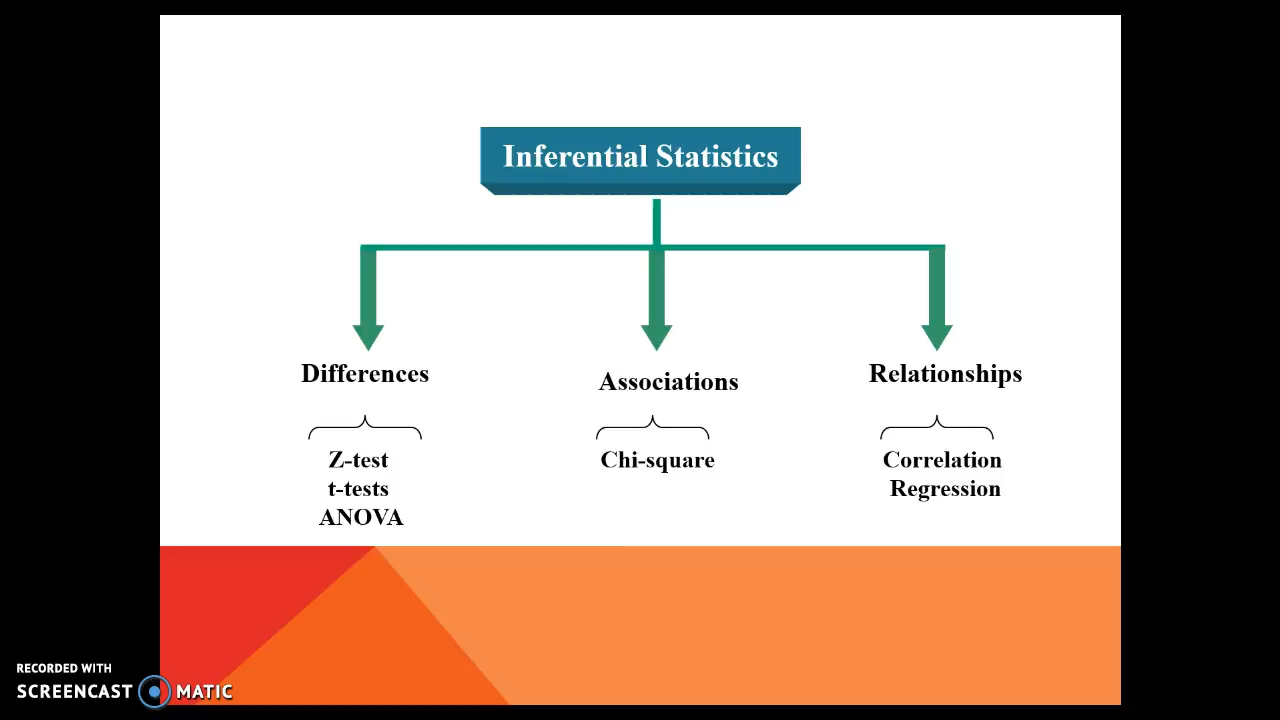 Inferential Statistics
Differences
Associations
Relationships
Z-test
t-tests
ANOVA
Chi-square
Correlation
Regression
RECORDED WITH
SCREENCAST MATIC